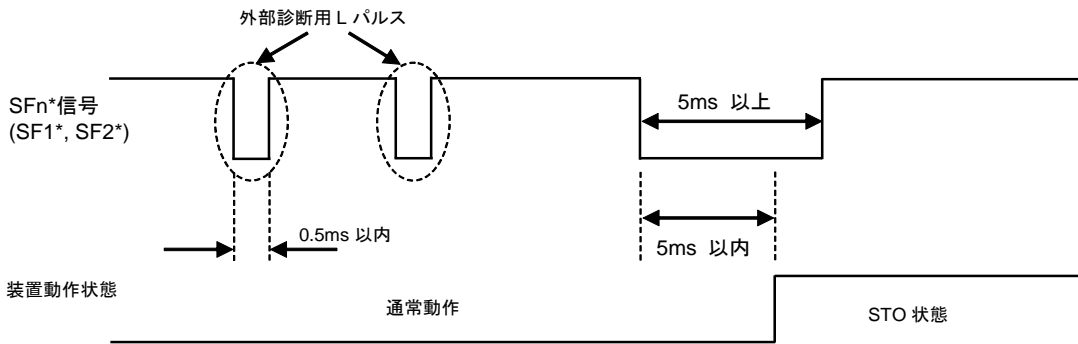 外部診断用 L パルス
SFn*信号
(SF1*, SF2*)
5ms 以上
0.5ms 以内
5ms 以内
装置動作状態
通常動作
STO 状態